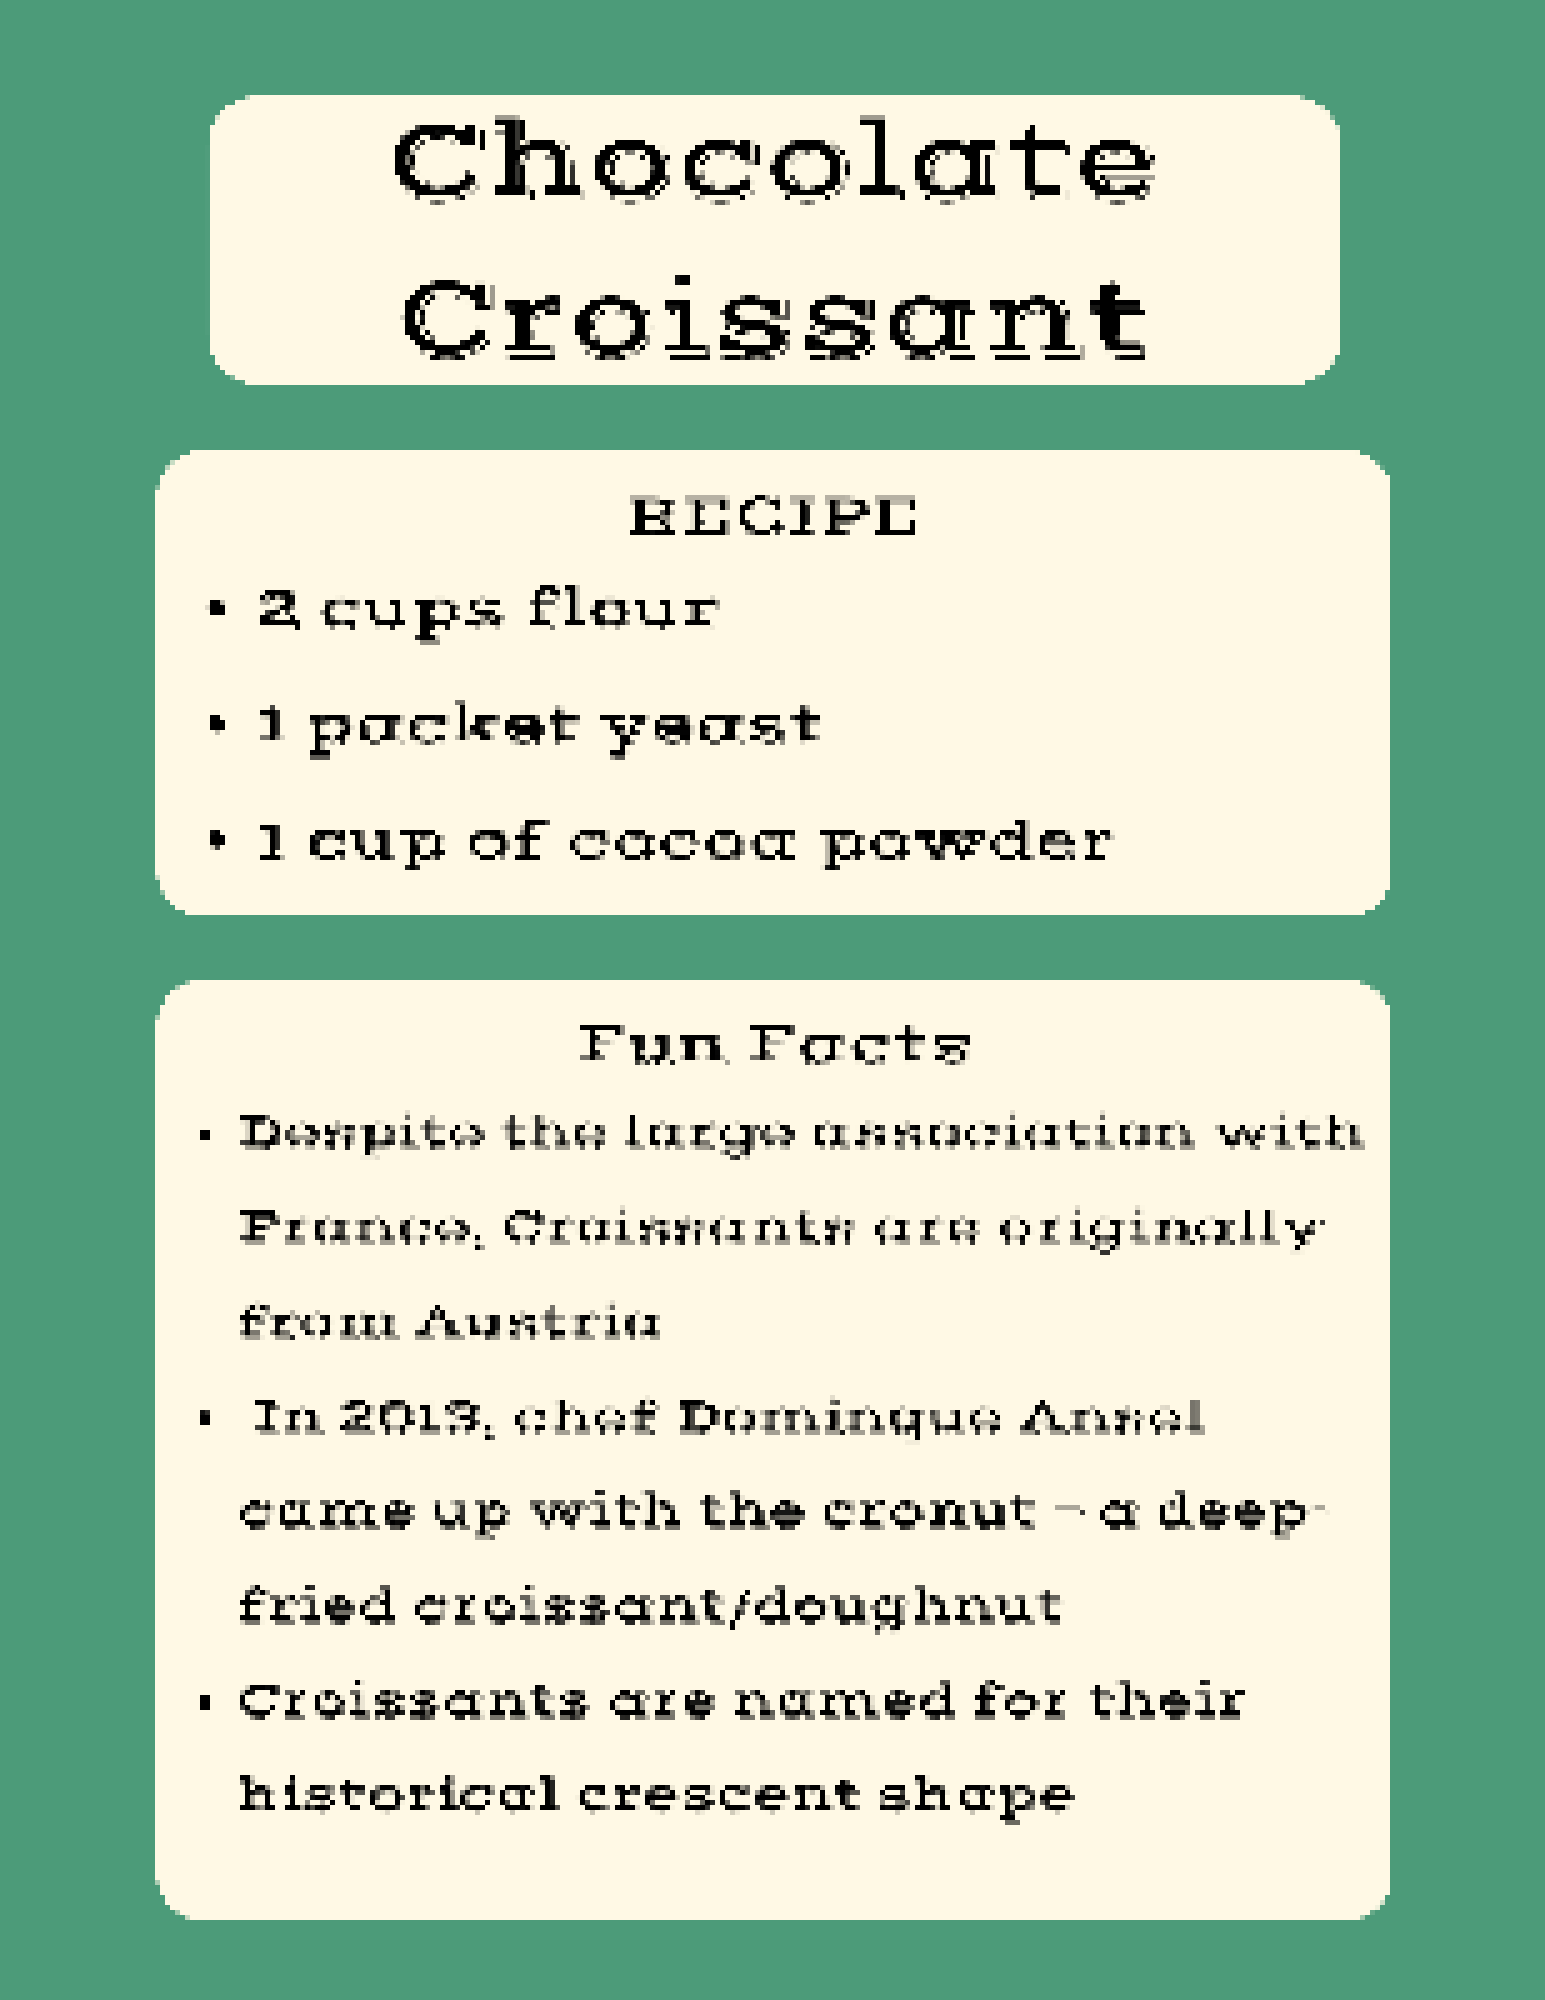 Chocolate
Croissant
RECIPE
• 2 cups flour
• 1 packet yeast
• 1 cup of cocoa powder
Fun Facts
• Despite the large association with
France, Croissants are originally
from Austria
• In 2013, chef Dominque Ansel
came up with the cronut – a deep-
fried croissant/doughnut
• Croissants are named for their
historical crescent shape